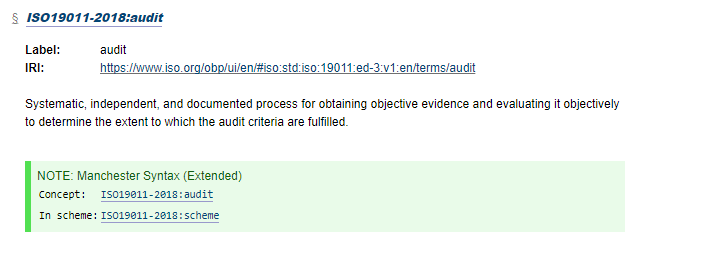 § ISO19011-2018:audit
Label: audit
IRI: https://www.iso.org/obp/ui/en/#iso:std:iso:19011:ed-3:v1:en/terms/audit
Systematic, independent, and documented process for obtaining objective evidence and evaluating it objectively
to determine the extent to which the audit criteria are fulfilled.
NOTE: Manchester Syntax (Extended)
Concept: ISO19011-2018:audit
In scheme: ISO19011-2018:scheme